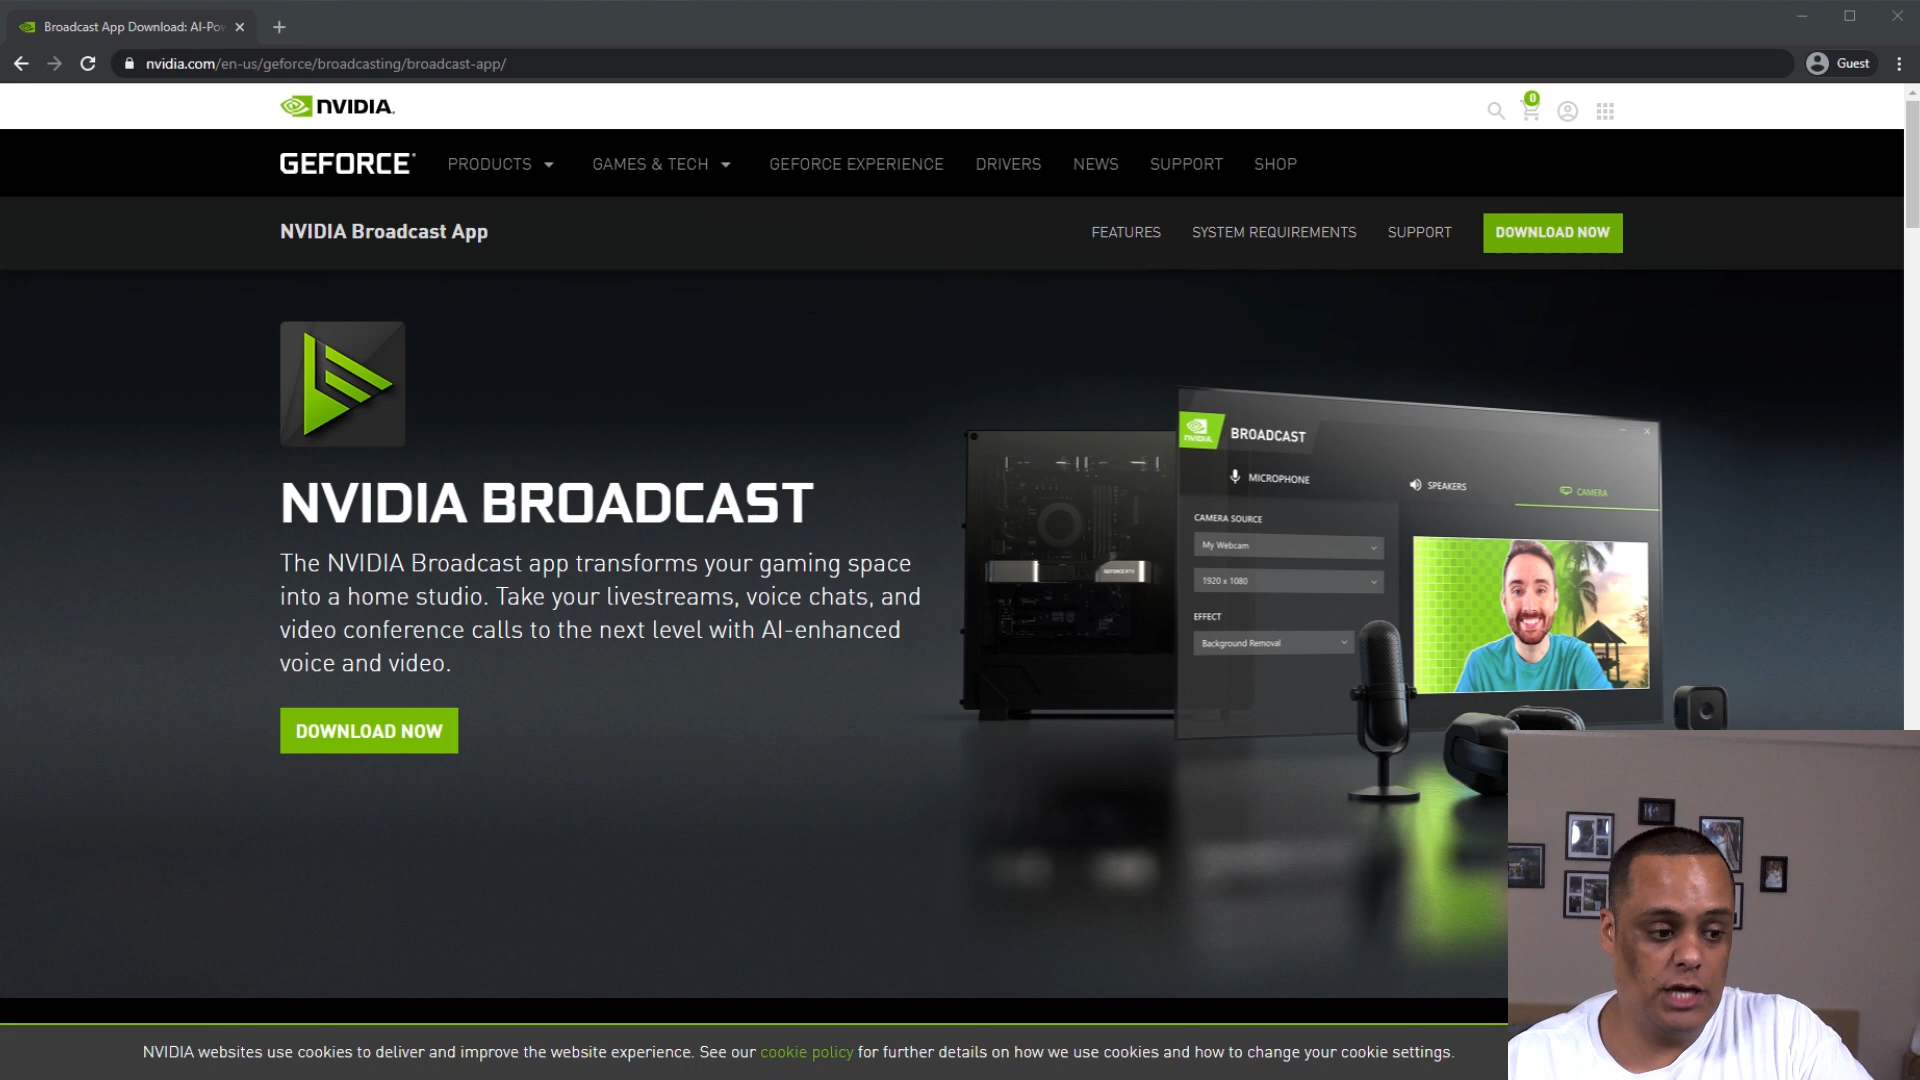 Broadcast App Download: AI-Pow
nvidia.com/en-us/geforce/broadcasting/broadcast-app/
Guest
NVIDIA.
0
GEFORCE
PRODUCTS
GAMES & TECH
GEFORCE EXPERIENCE
DRIVERS
NEWS
SUPPORT
SHOP
NVIDIA Broadcast App
FEATURES
SYSTEM REQUIREMENTS
SUPPORT
DOWNLOAD NOW
NVIDIA BROADCAST
The NVIDIA Broadcast app transforms your gaming space
into a home studio. Take your livestreams, voice chats, and
video conference calls to the next level with AI-enhanced
voice and video.
DOWNLOAD NOW
GEFORCE RTX
NVIDIA.
BROADCAST
MICROPHONE
SPEAKERS
CAMERA
CAMERA SOURCE
My Webcam
1920 x 1080
EFFECT
Background Removal
NVIDIA websites use cookies to deliver and improve the website experience. See our cookie policy for further details on how we use cookies and how to change your cookie settings.